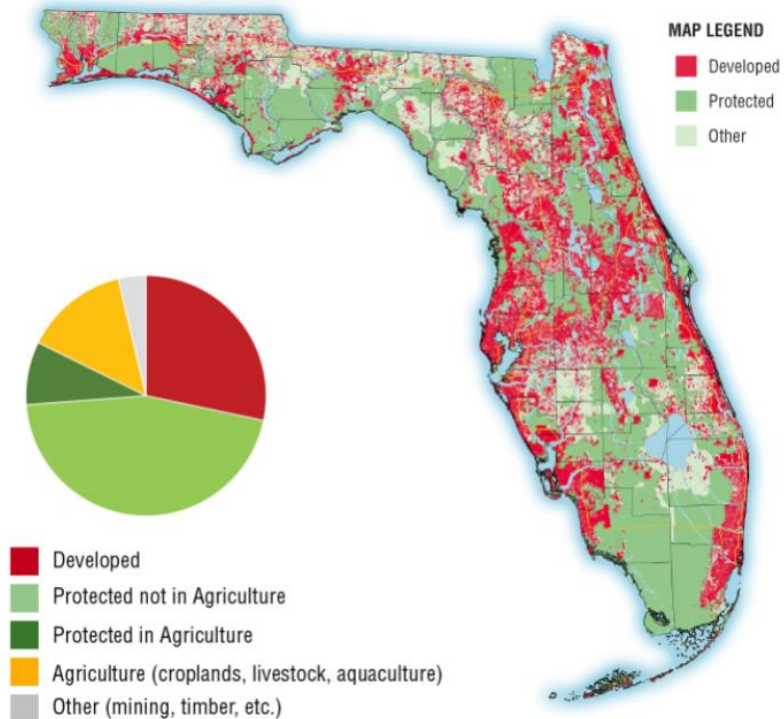 MAP LEGEND
Developed
Protected
Other
Developed
Protected not in Agriculture
Protected in Agriculture
Agriculture (croplands, livestock, aquaculture)
Other (mining, timber, etc.)